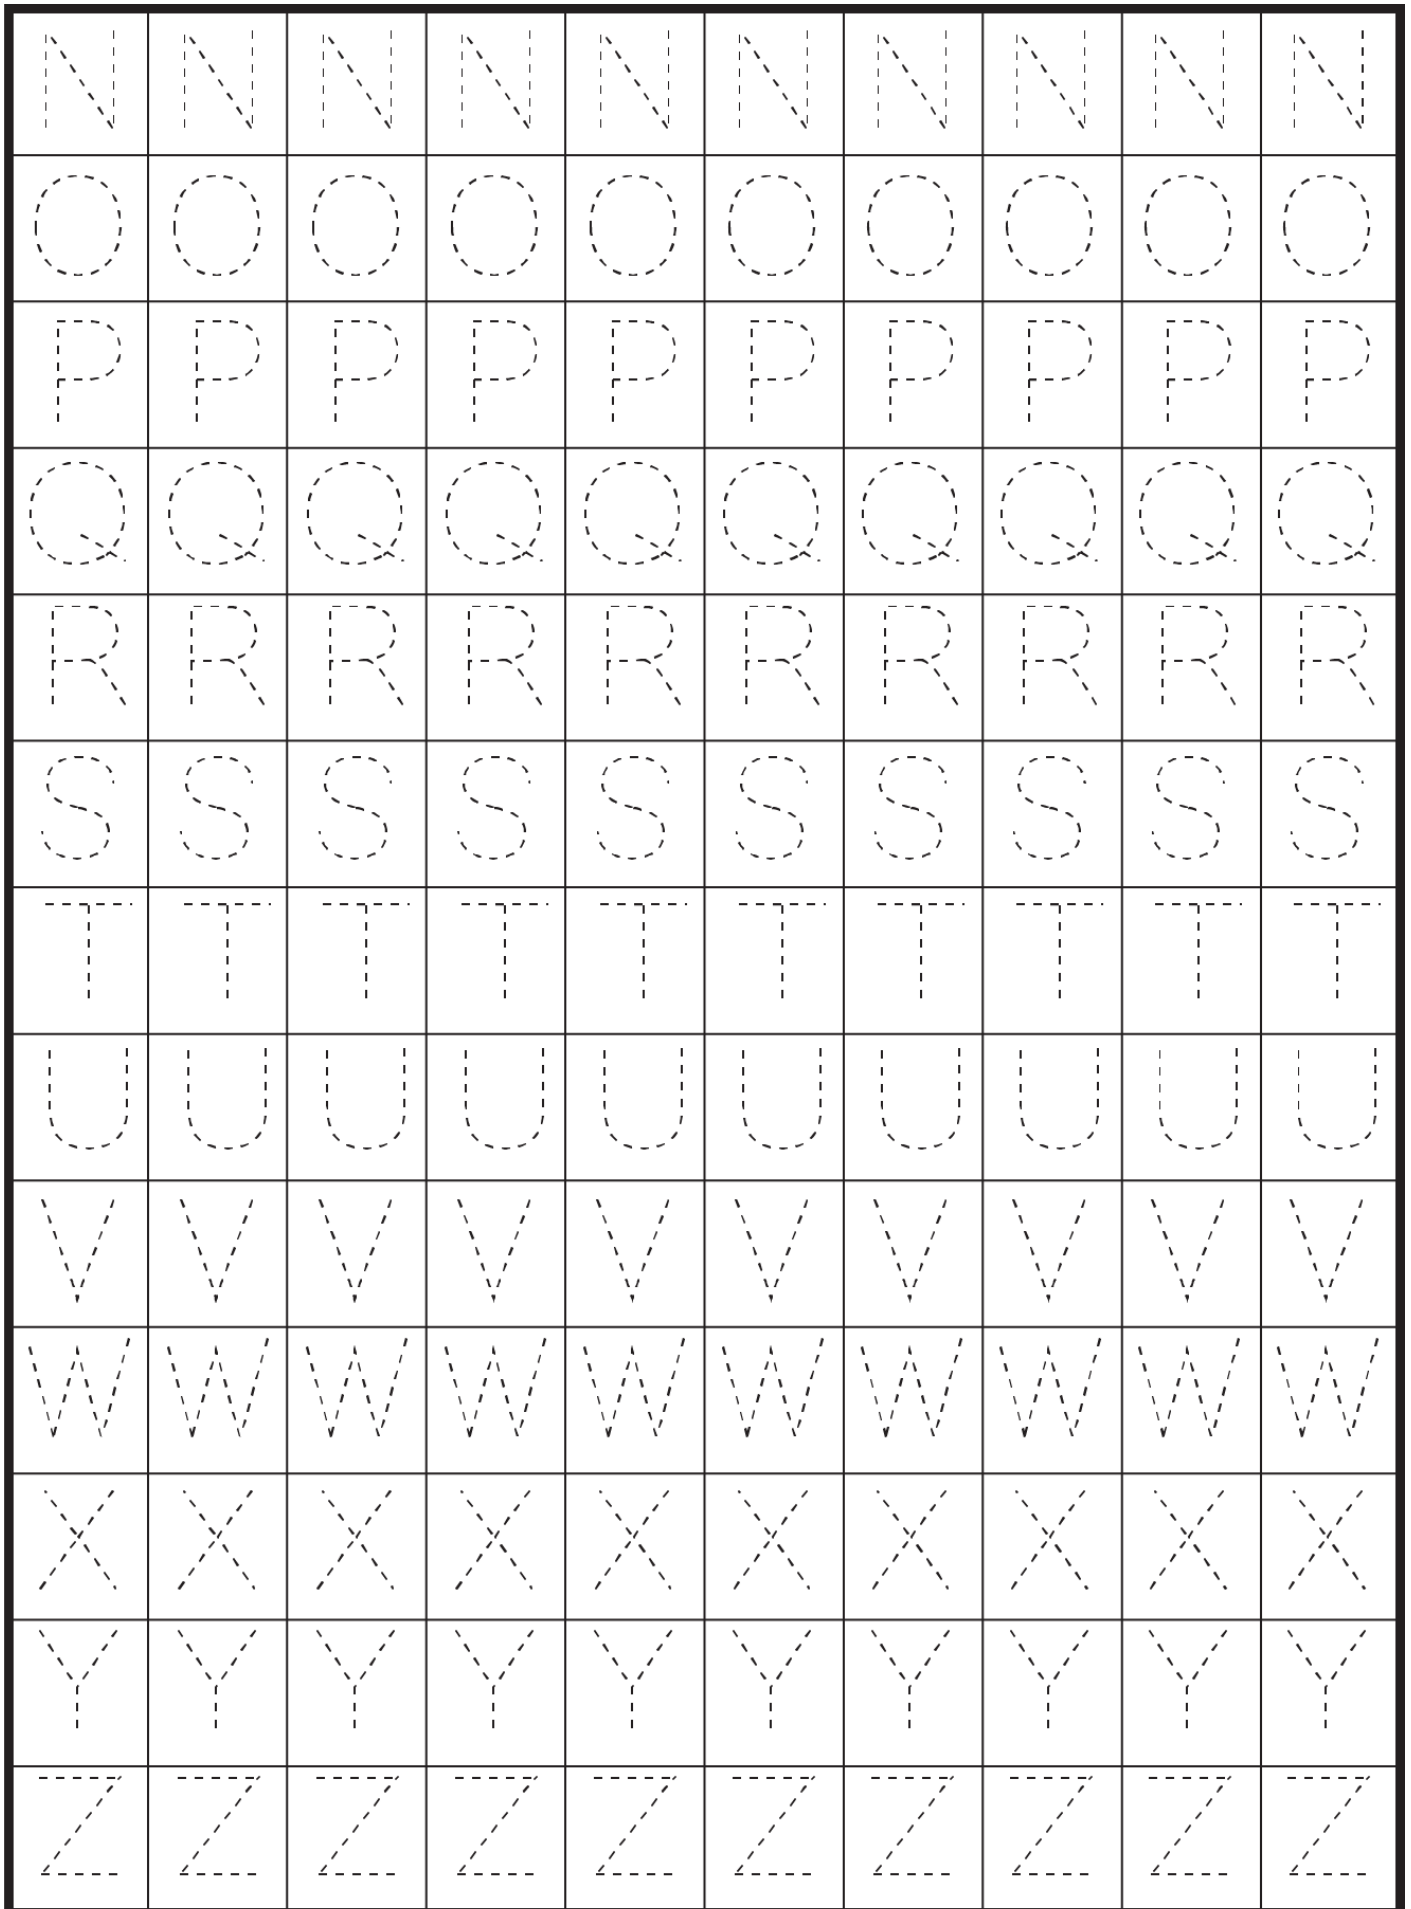 N N N N N N N N N N
O O O O O O O O O O
P P P P P P P P P P
Q Q Q Q Q Q Q Q Q Q
R R R R R R R R R R
S S S S S S S S S S
T T T T T T T T T T
U U U U U U U U U U
V V V V V V V V V V
W W W W W W W W W W
X X X X X X X X X X
Y Y Y Y Y Y Y Y Y Y
Z Z Z Z Z Z Z Z Z Z